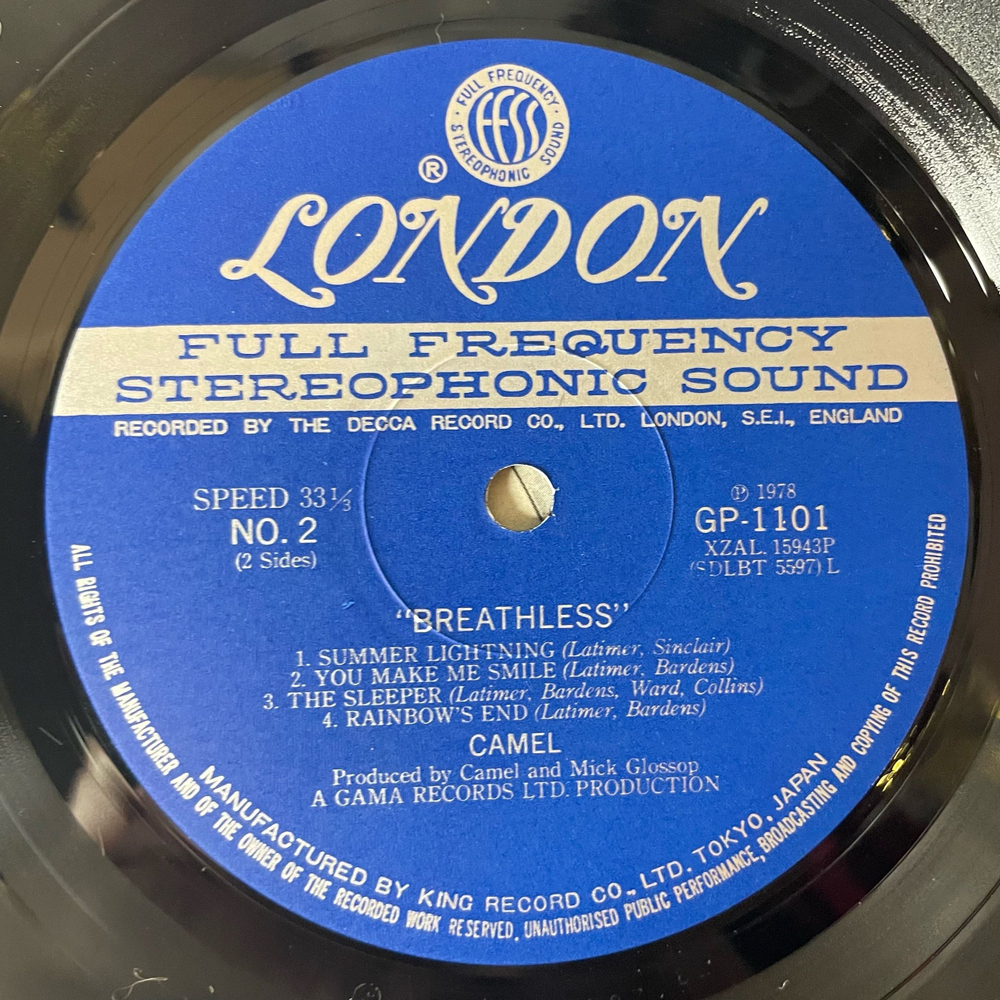 FULL FREQUENCY
STEREOPHONIC SOUND
FFSS
®
LONDON
FULL FREQUENCY
STEREOPHONIC SOUND
RECORDED BY THE DECCA RECORD CO., LTD. LONDON, S.E.I., ENGLAND
SPEED 33⅓
NO. 2
(2 Sides)
℗ 1978
GP-1101
XZAL. 15943P
(SDLBT 5597) L
“BREATHLESS”
1. SUMMER LIGHTNING (Latimer, Sinclair)
2. YOU MAKE ME SMILE (Latimer, Bardens)
3. THE SLEEPER (Latimer, Bardens, Ward, Collins)
4. RAINBOW'S END (Latimer, Bardens)
CAMEL
Produced by Camel and Mick Glossop
A GAMA RECORDS LTD. PRODUCTION
MANUFACTURED BY KING RECORD CO., LTD. TOKYO, JAPAN
ALL RIGHTS OF THE MANUFACTURER AND OF THE OWNER OF THE RECORDED WORK RESERVED, UNAUTHORISED PUBLIC PERFORMANCE, BROADCASTING AND COPYING OF THIS RECORD PROHIBITED